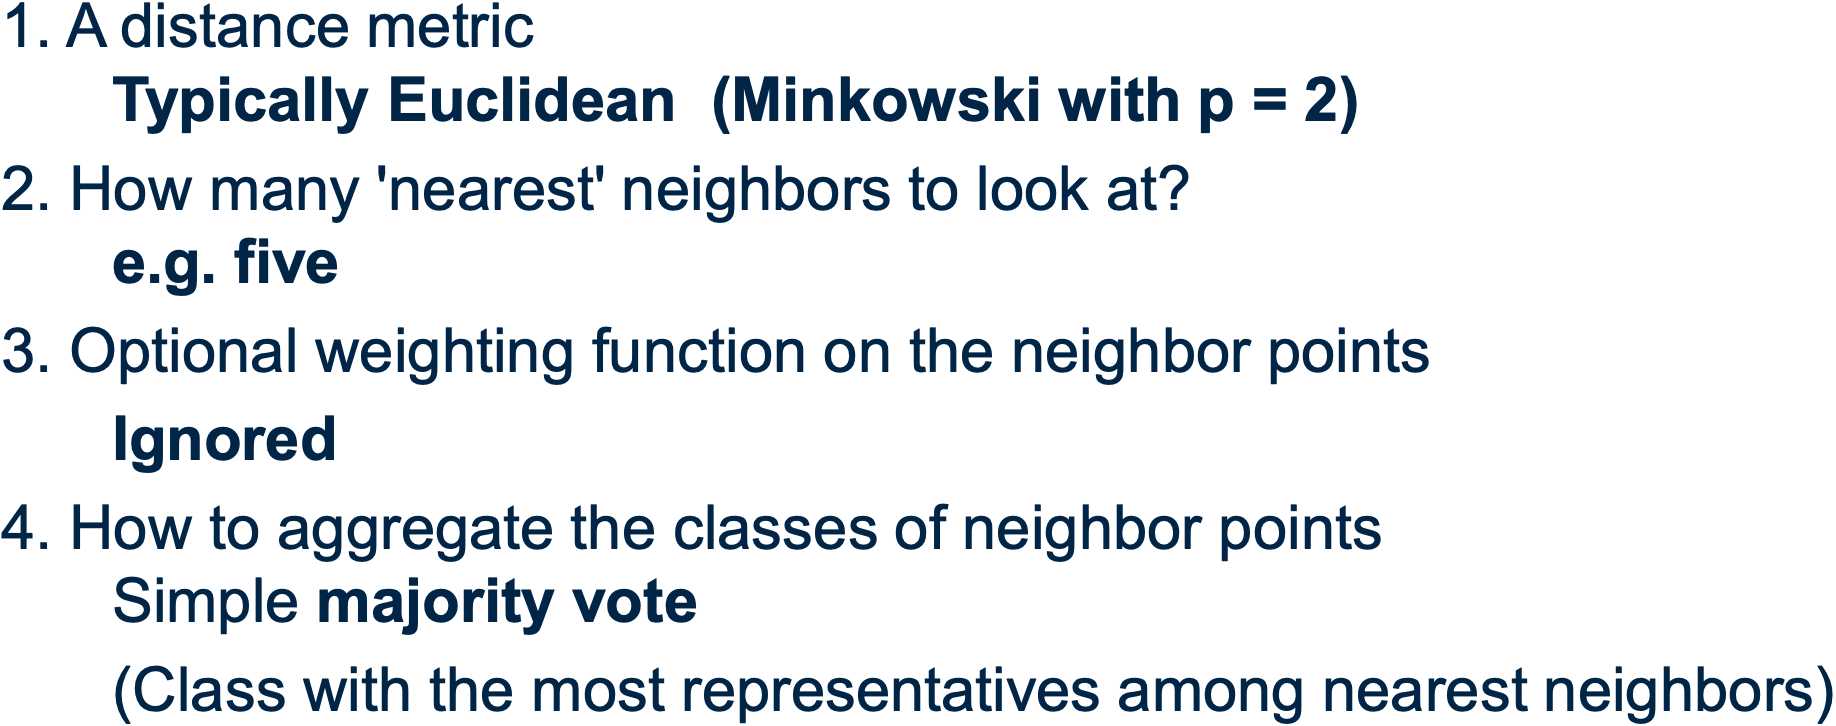 1. A distance metric
Typically Euclidean  (Minkowski with p = 2)
2. How many 'nearest' neighbors to look at?
e.g. five
3. Optional weighting function on the neighbor points
Ignored
4. How to aggregate the classes of neighbor points
Simple majority vote
(Class with the most representatives among nearest neighbors)